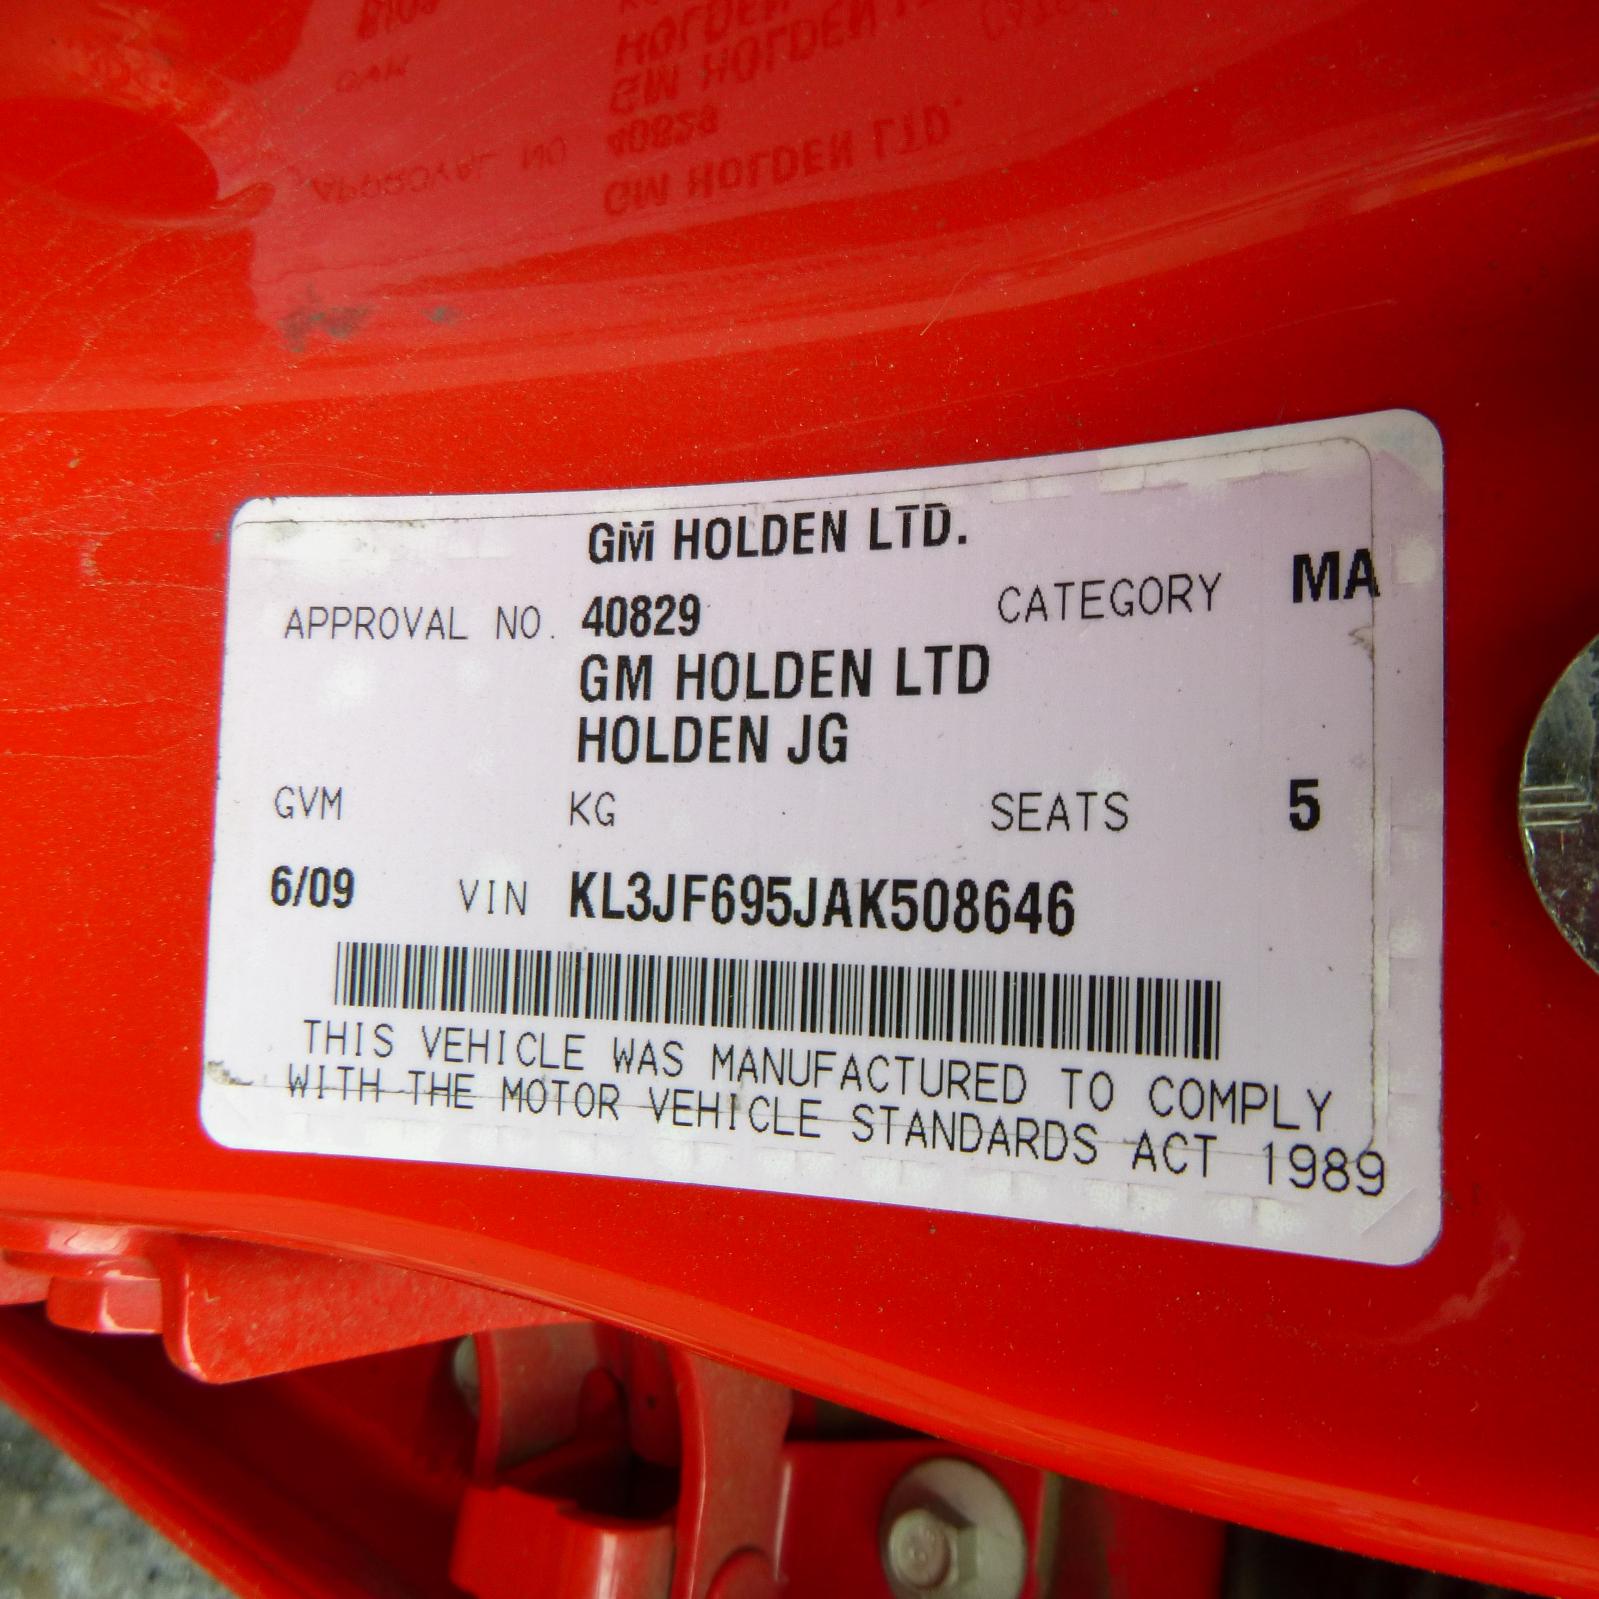 GM HOLDEN LTD.
APPROVAL NO. 40829 CATEGORY MA
GM HOLDEN LTD
HOLDEN JG
GVM KG SEATS 5
6/09 VIN KL3JF695JAK508646
THIS VEHICLE WAS MANUFACTURED TO COMPLY
WITH THE MOTOR VEHICLE STANDARDS ACT 1989